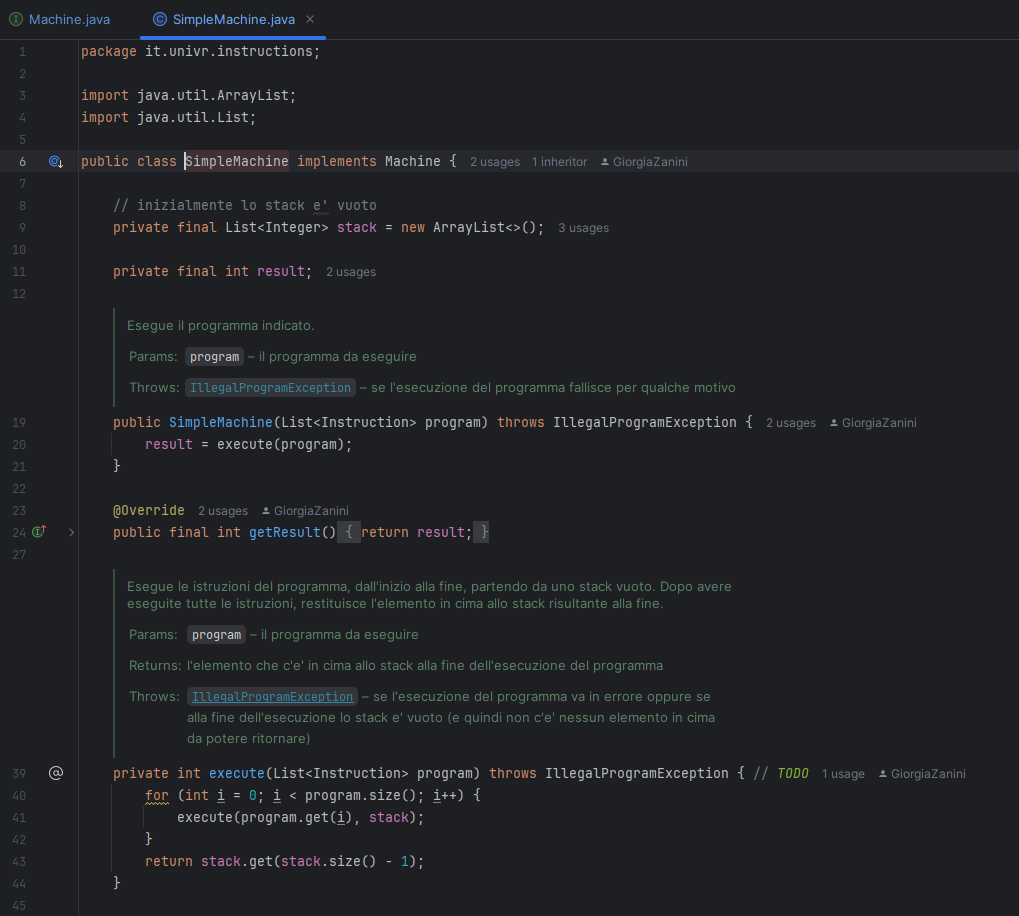 Machine.java SimpleMachine.java
1 package it.univr.instructions;
2
3 import java.util.ArrayList;
4 import java.util.List;
5
6 public class SimpleMachine implements Machine { 2 usages 1 inheritor GiorgiaZanini
7
8 // inizialmente lo stack e' vuoto
9 private final List<Integer> stack = new ArrayList<>(); 3 usages
10
11 private final int result; 2 usages
12
Esegue il programma indicato.
Params: program – il programma da eseguire
Throws: IllegalProgramException – se l'esecuzione del programma fallisce per qualche motivo
19 public SimpleMachine(List<Instruction> program) throws IllegalProgramException { 2 usages GiorgiaZanini
20 result = execute(program);
21 }
22
23 @Override 2 usages GiorgiaZanini
24 public final int getResult() { return result; }
27
Esegue le istruzioni del programma, dall'inizio alla fine, partendo da uno stack vuoto. Dopo avere
eseguite tutte le istruzioni, restituisce l'elemento in cima allo stack risultante alla fine.
Params: program – il programma da eseguire
Returns: l'elemento che c'e' in cima allo stack alla fine dell'esecuzione del programma
Throws: IllegalProgramException – se l'esecuzione del programma va in errore oppure se
alla fine dell'esecuzione lo stack e' vuoto (e quindi non c'e' nessun elemento in cima
da potere ritornare)
39 private int execute(List<Instruction> program) throws IllegalProgramException { // TODO 1 usage GiorgiaZanini
40 for (int i = 0; i < program.size(); i++) {
41 execute(program.get(i), stack);
42 }
43 return stack.get(stack.size() - 1);
44 }
45